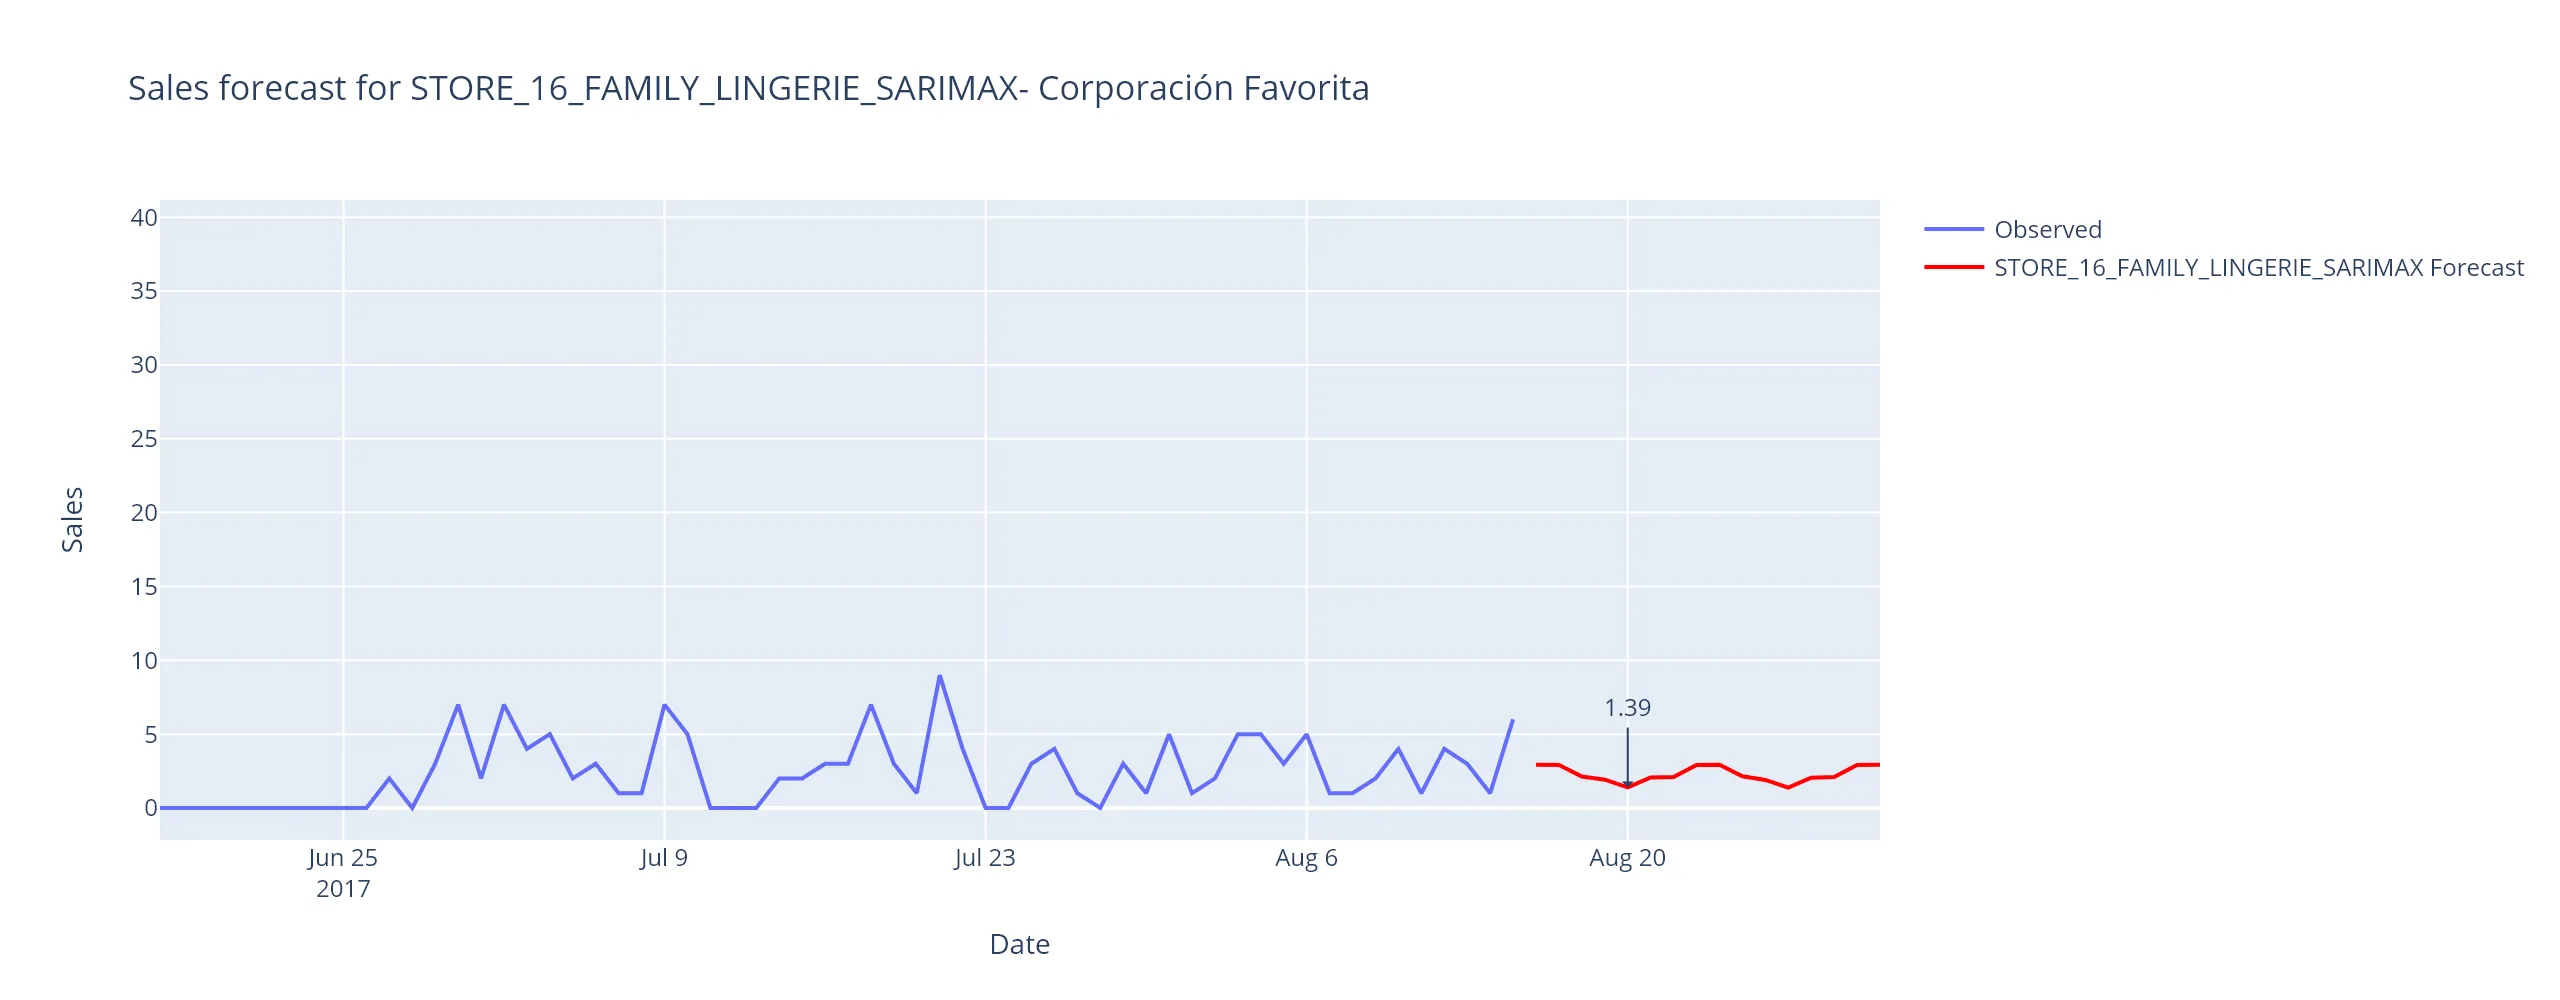 Sales forecast for STORE_16_FAMILY_LINGERIE_SARIMAX- Corporación Favorita
Observed
STORE_16_FAMILY_LINGERIE_SARIMAX Forecast
40
35
30
25
20
15
10
5
0
Sales
1.39
Jun 25
2017
Jul 9
Jul 23
Aug 6
Aug 20
Date